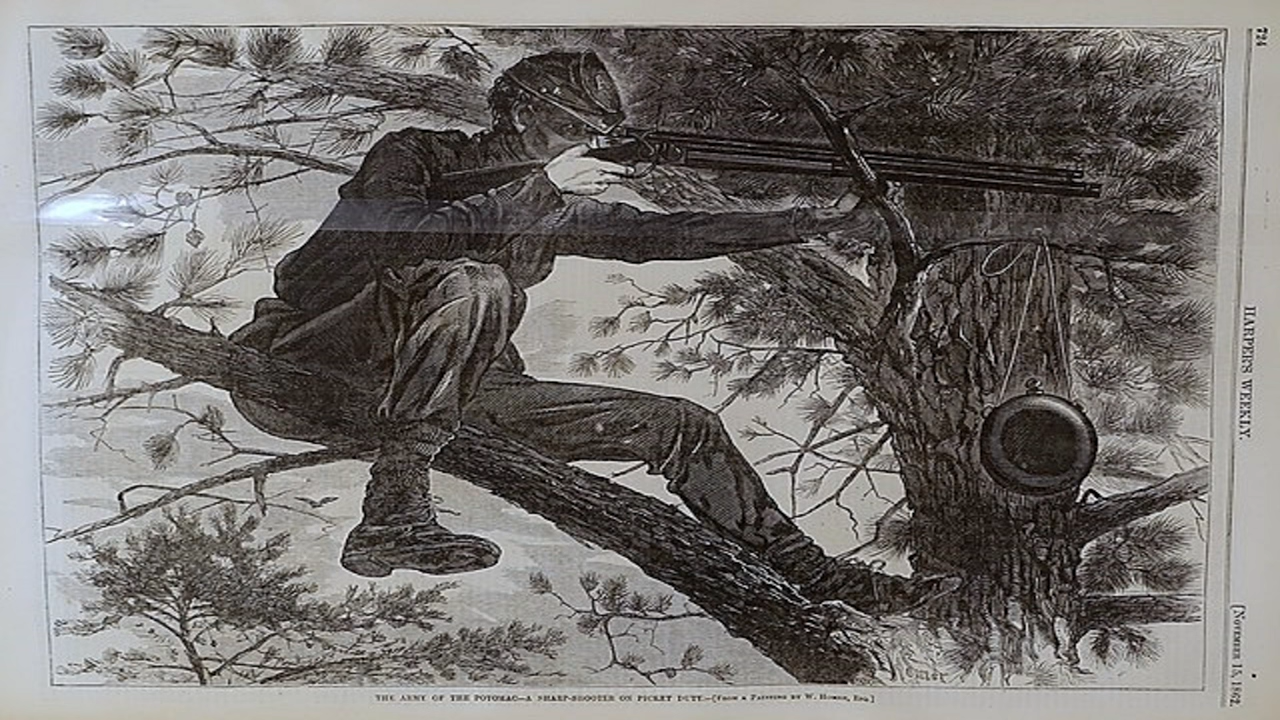 724
HARPER'S WEEKLY.
[NOVEMBER 15, 1862.
THE ARMY OF THE POTOMAC—A SHARP-SHOOTER ON PICKET DUTY.—[FROM A PAINTING BY W. HOMER, ESQ.]